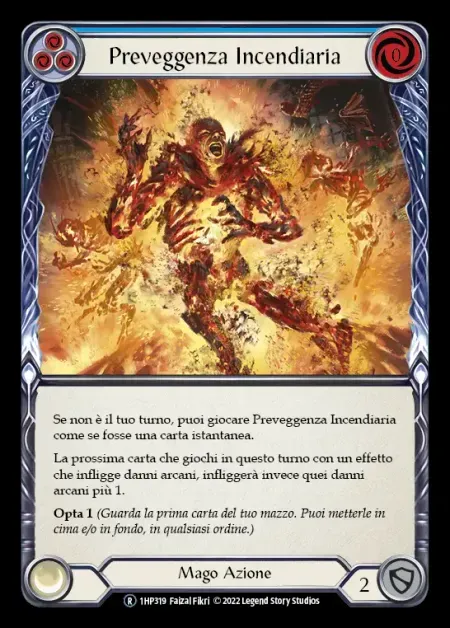 Preveggenza Incendiaria
0
Se non è il tuo turno, puoi giocare Preveggenza Incendiaria
come se fosse una carta istantanea.
La prossima carta che giochi in questo turno con un effetto
che infligge danni arcani, infliggerà invece quei danni
arcani più 1.
Opta 1 (Guarda la prima carta del tuo mazzo. Puoi metterle in
cima e/o in fondo, in qualsiasi ordine.)
Mago Azione
2
R 1HP319 Faizal Fikri © 2022 Legend Story Studios